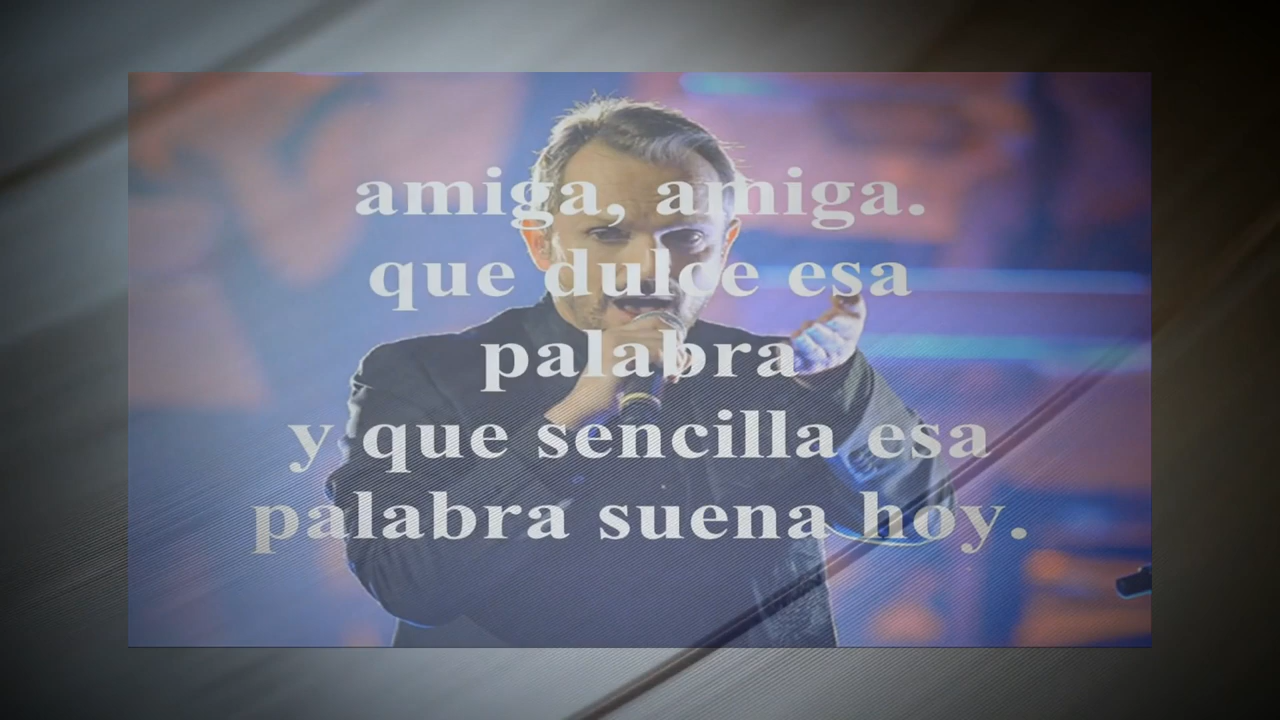 amiga, amiga.
que dulce esa
palabra
y que sencilla esa
palabra suena hoy.